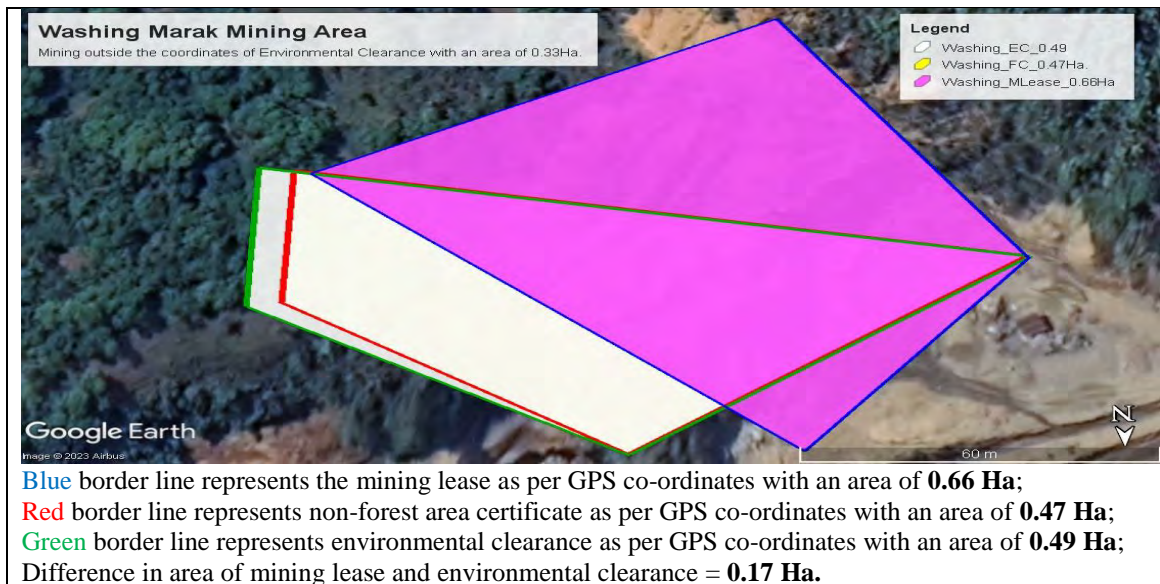 Washing Marak Mining Area
Mining outside the coordinates of Environmental Clearance with an area of 0.33Ha.
Legend
Washing_EC_0.49
Washing_FC_0.47Ha.
Washing_MLease_0.66Ha
Google Earth
Image © 2023 Airbus
N
60 m
Blue border line represents the mining lease as per GPS co-ordinates with an area of 0.66 Ha;
Red border line represents non-forest area certificate as per GPS co-ordinates with an area of 0.47 Ha;
Green border line represents environmental clearance as per GPS co-ordinates with an area of 0.49 Ha;
Difference in area of mining lease and environmental clearance = 0.17 Ha.